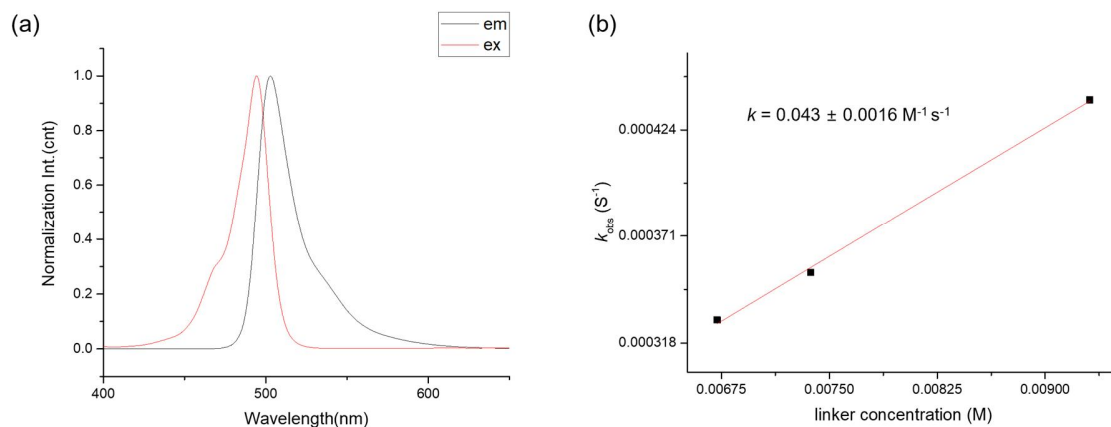 (a)
em
ex
Normalization Int.(cnt)
1.0
0.8
0.6
0.4
0.2
0.0
400
500
600
Wavelength(nm)
(b)
k = 0.043 ± 0.0016 M⁻¹ s⁻¹
kobs (S⁻¹)
0.000424
0.000371
0.000318
0.00675
0.00750
0.00825
0.00900
linker concentration (M)